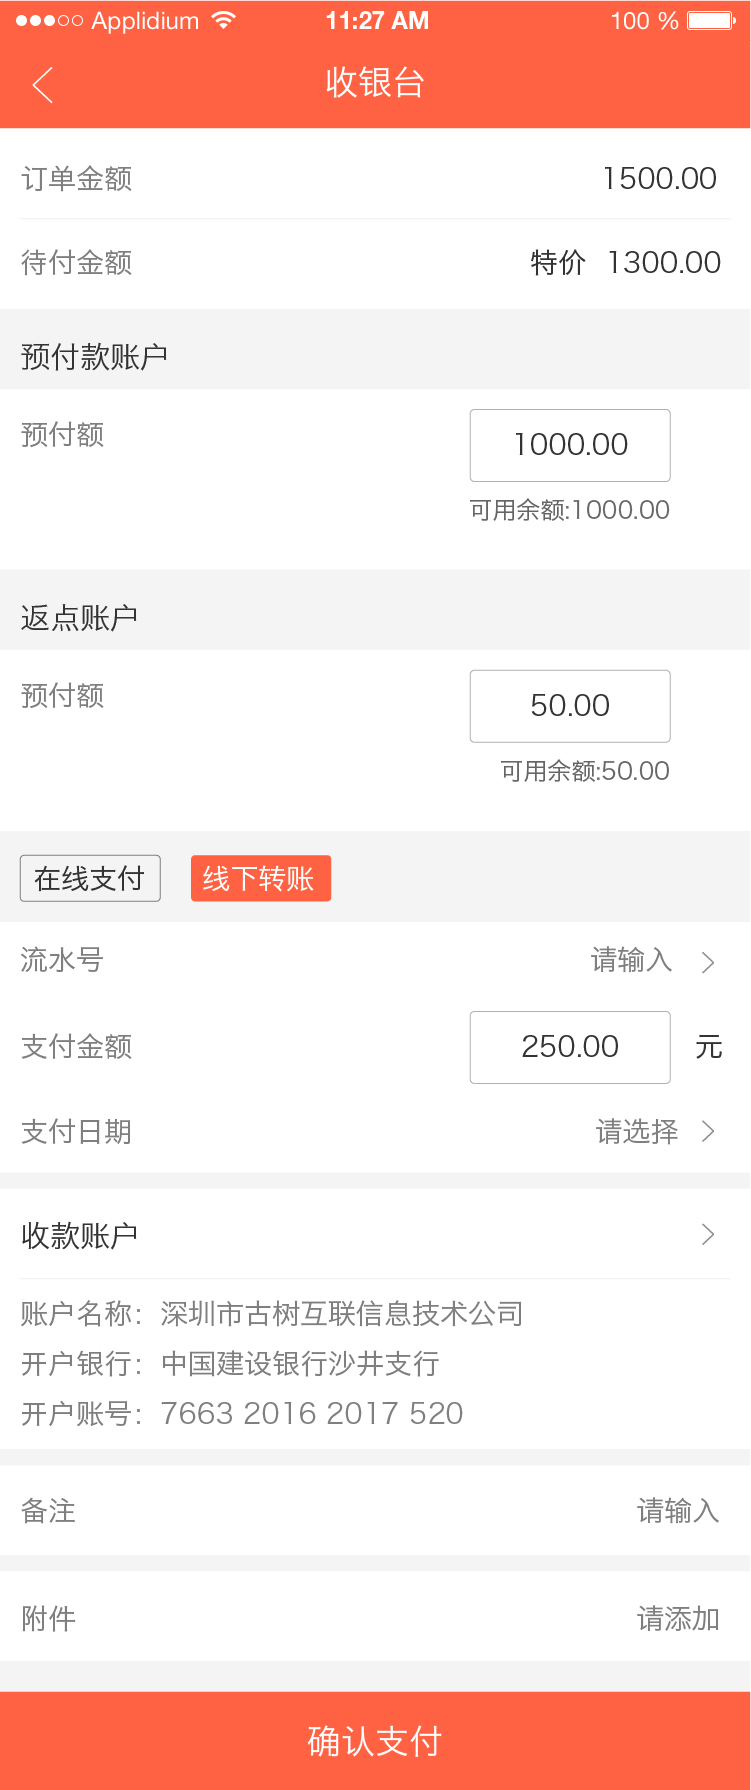 Applidium 11:27 AM 100 %
收银台
订单金额 1500.00
待付金额 特价 1300.00
预付款账户
预付额 1000.00
可用余额:1000.00
返点账户
预付额 50.00
可用余额:50.00
在线支付 线下转账
流水号 请输入
支付金额 250.00 元
支付日期 请选择
收款账户
账户名称：深圳市古树互联信息技术公司
开户银行：中国建设银行沙井支行
开户账号：7663 2016 2017 520
备注 请输入
附件 请添加
确认支付